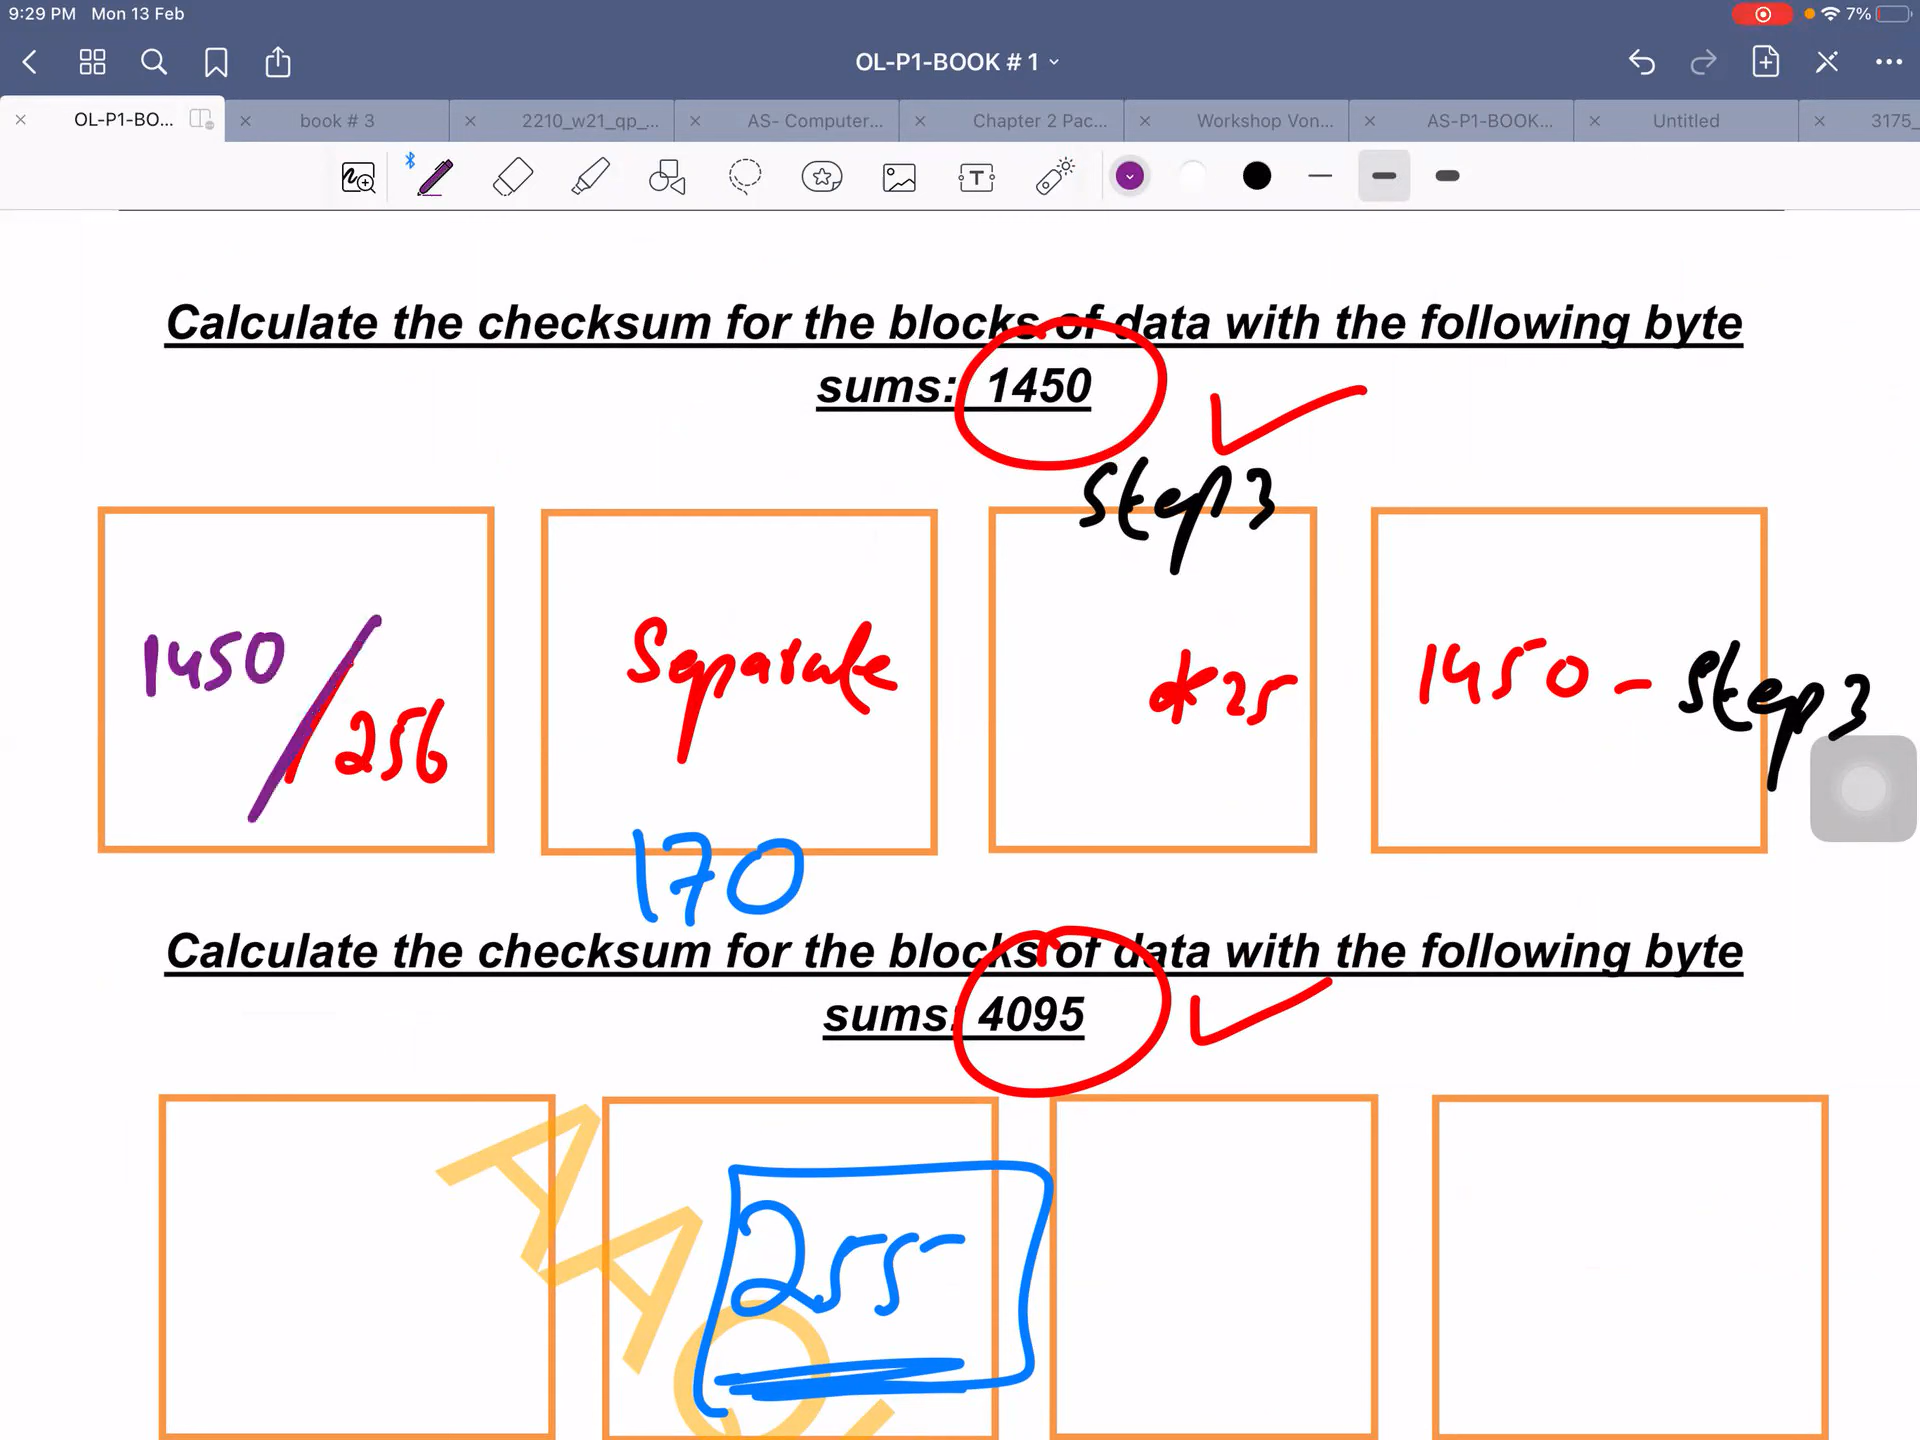 9:29 PM Mon 13 Feb 7%
OL-P1-BOOK # 1
OL-P1-BO... book # 3 2210_w21_qp_... AS- Computer... Chapter 2 Pac... Workshop Von... AS-P1-BOOK... Untitled 3175_
Calculate the checksum for the blocks of data with the following byte
sums: 1450
Step 3
1450 / 256 Separate * 25 1450 - Step 3
170
Calculate the checksum for the blocks of data with the following byte
sums: 4095
255